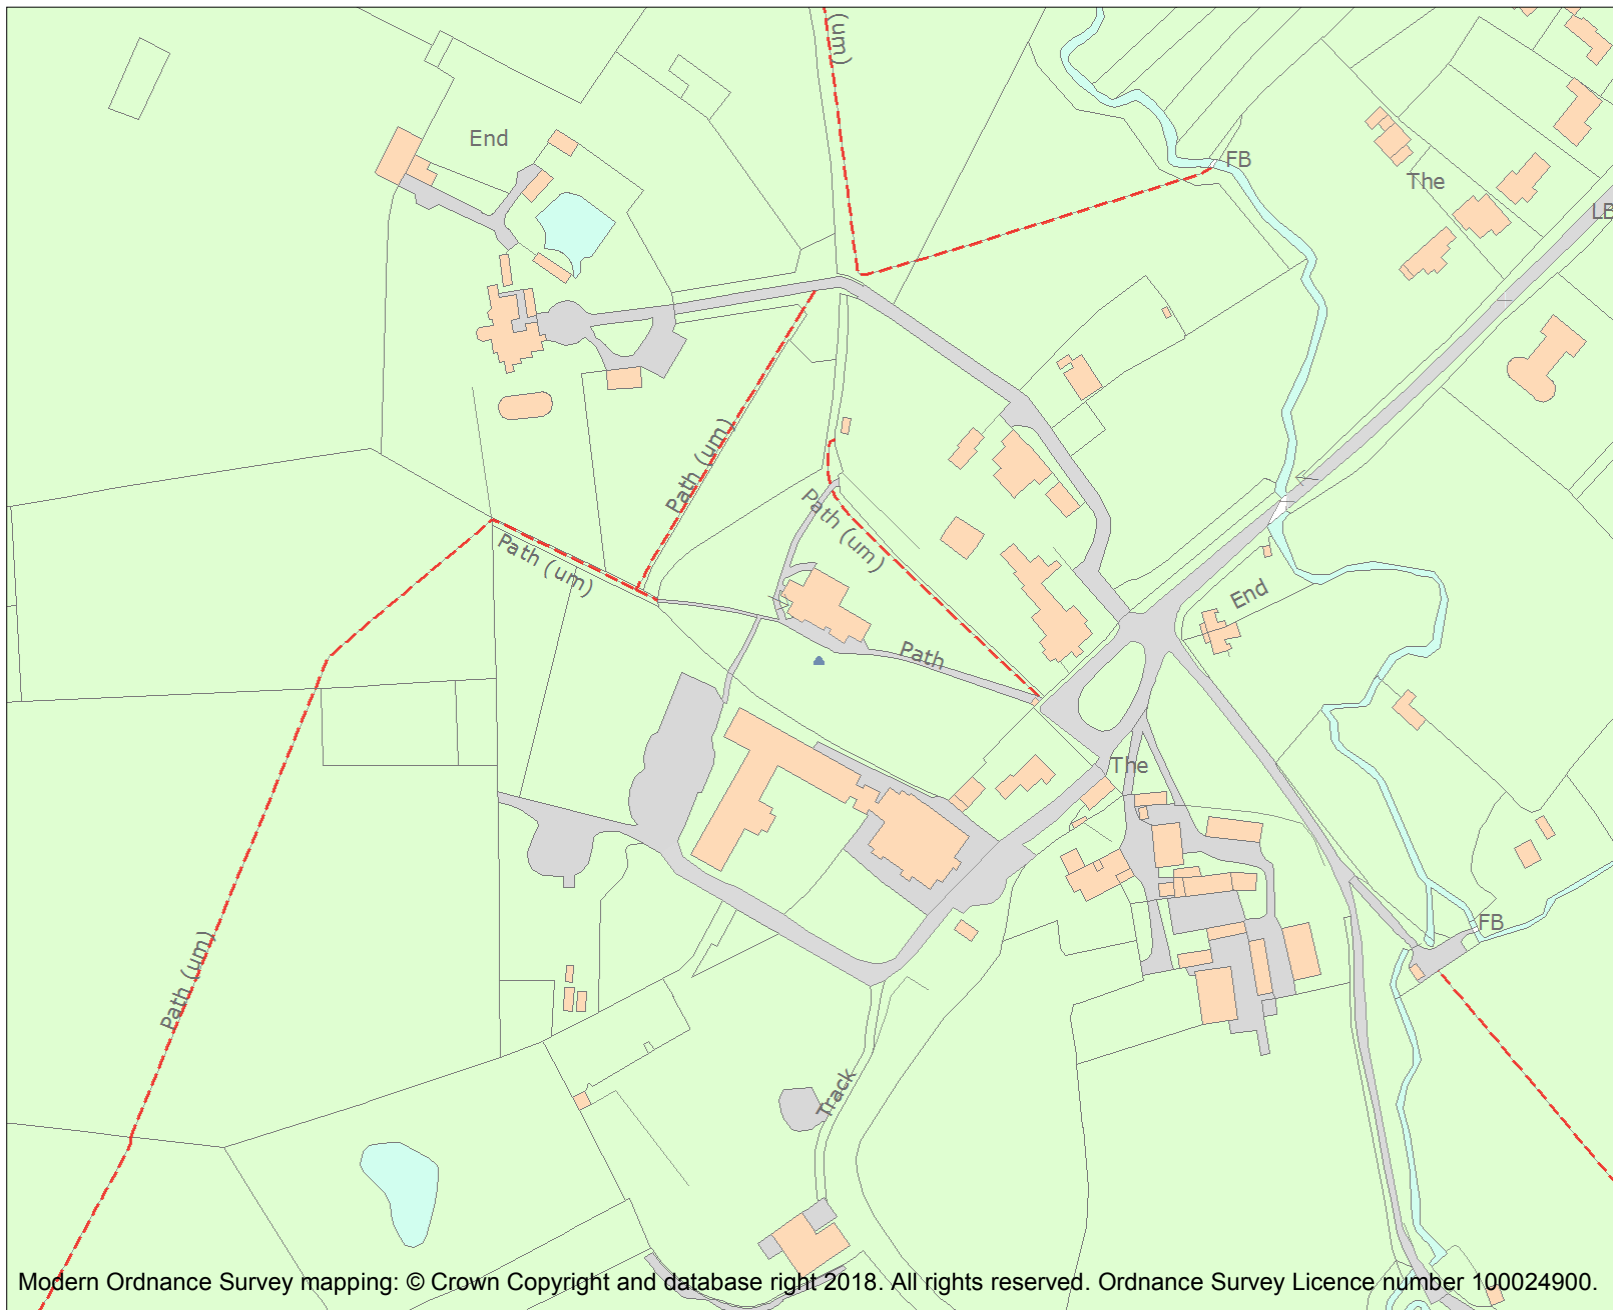 (um)
End
FB
The
LB
Path (um)
Path (um)
Path (um)
End
Path
The
FB
Path (um)
Track
Modern Ordnance Survey mapping: © Crown Copyright and database right 2018. All rights reserved. Ordnance Survey Licence number 100024900.